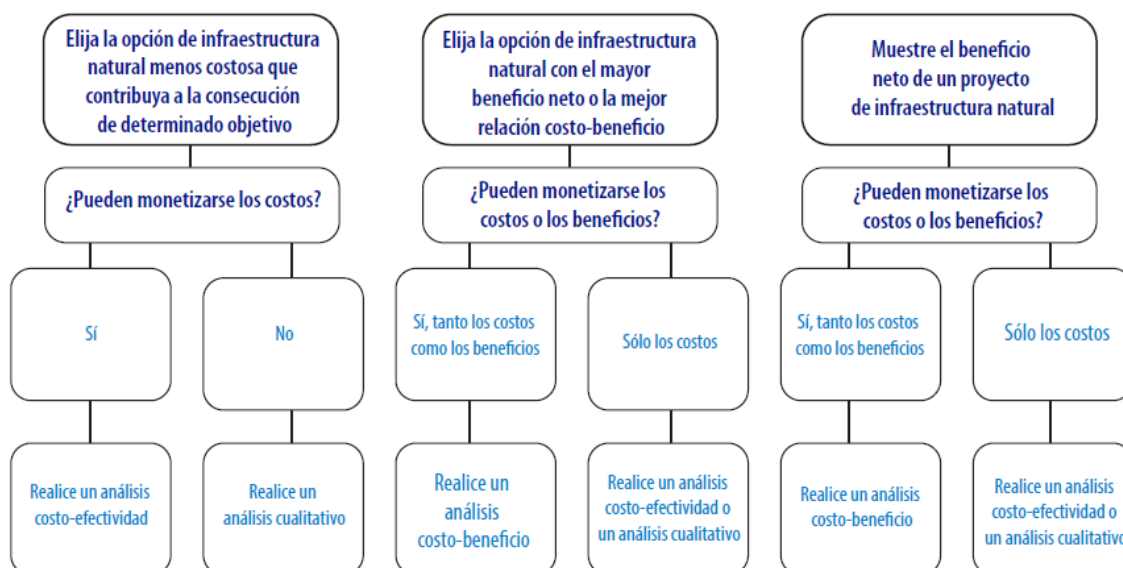 Elija la opción de infraestructura
natural menos costosa que
contribuya a la consecución
de determinado objetivo
Elija la opción de infraestructura
natural con el mayor
beneficio neto o la mejor
relación costo-beneficio
Muestre el beneficio
neto de un proyecto
de infraestructura natural
¿Pueden monetizarse los costos?
¿Pueden monetizarse los
costos o los beneficios?
¿Pueden monetizarse los
costos o los beneficios?
Sí
No
Sí, tanto los costos
como los beneficios
Sólo los costos
Sí, tanto los costos
como los beneficios
Sólo los costos
Realice un análisis
costo-efectividad
Realice un
análisis cualitativo
Realice un
análisis
costo-beneficio
Realice un análisis
costo-efectividad o
un análisis cualitativo
Realice un análisis
costo-beneficio
Realice un análisis
costo-efectividad o
un análisis cualitativo